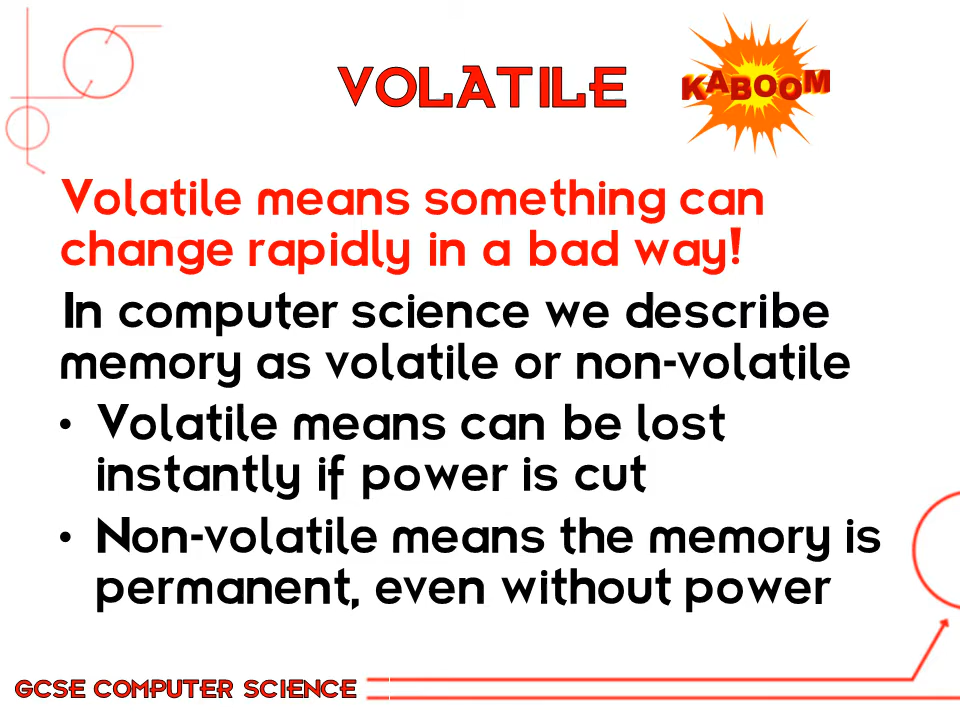 VOLATILE
KABOOM
Volatile means something can
change rapidly in a bad way!
In computer science we describe
memory as volatile or non-volatile
• Volatile means can be lost
instantly if power is cut
• Non-volatile means the memory is
permanent, even without power
GCSE COMPUTER SCIENCE